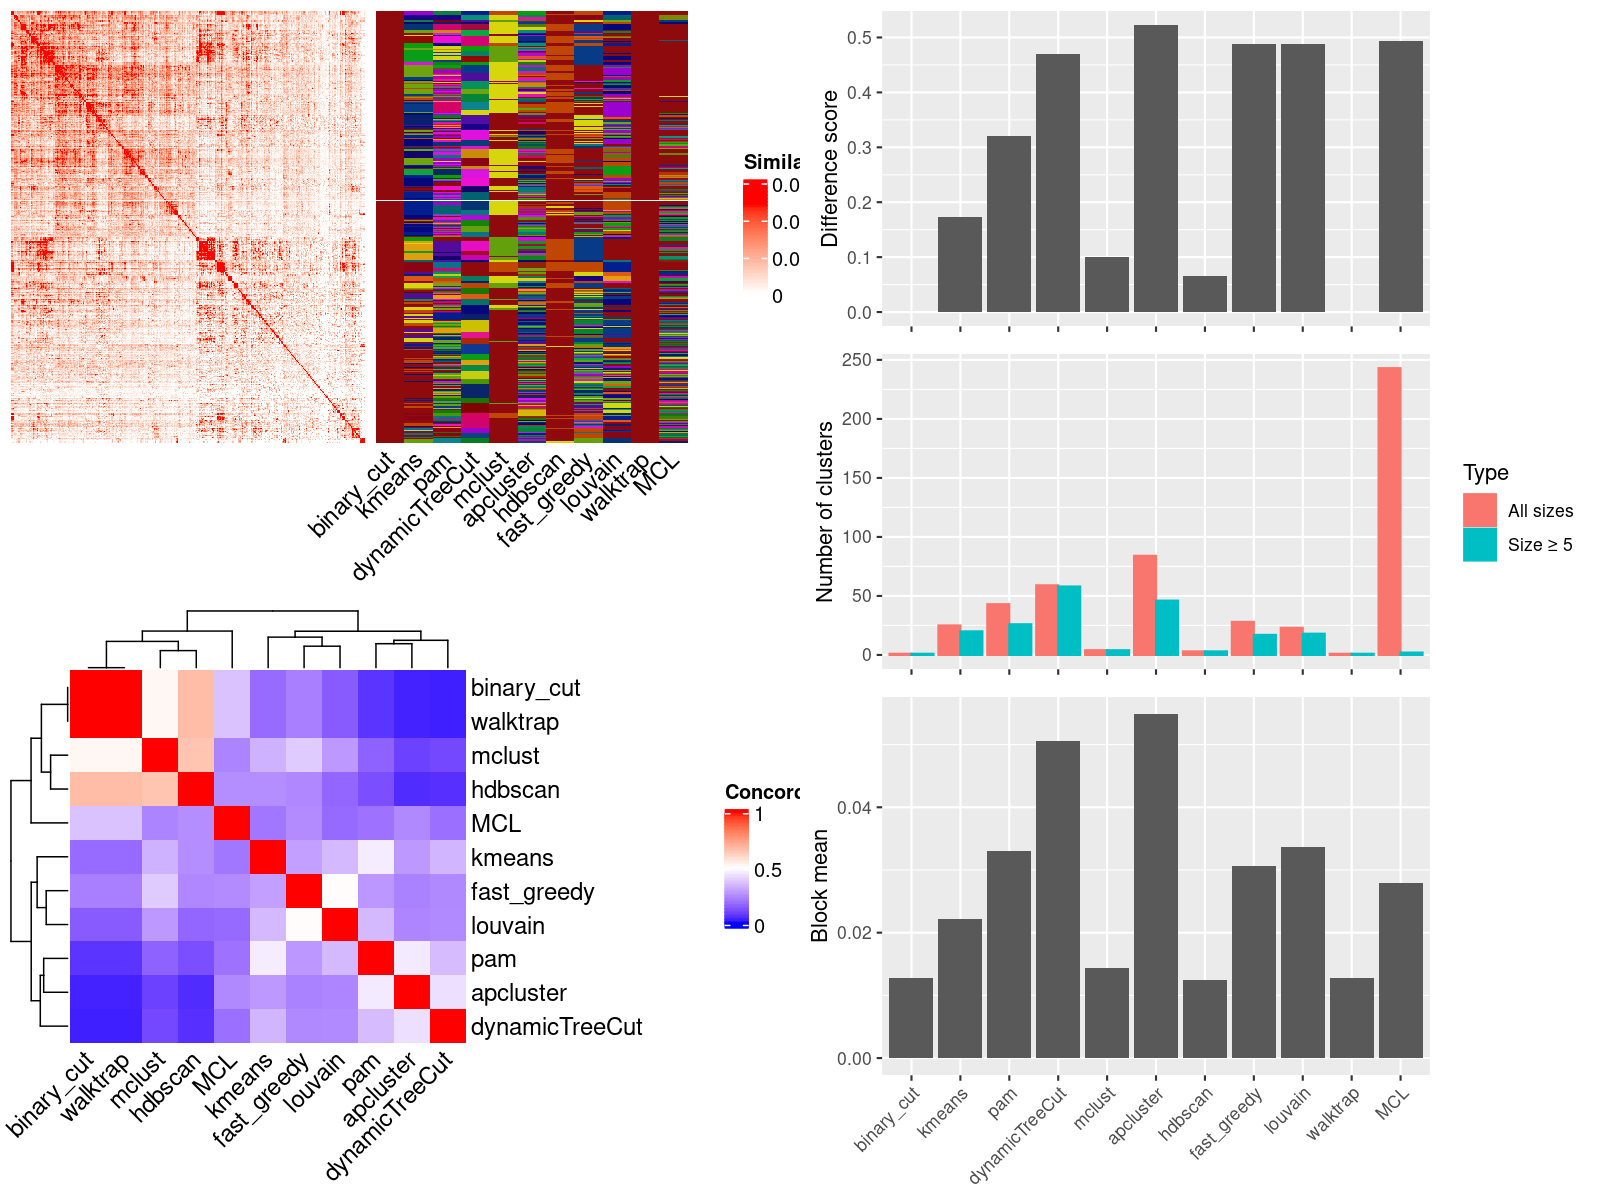 Simila
0.0
0.0
0.0
0
binary_cut
kmeans
pam
dynamicTreeCut
mclust
apcluster
hdbscan
fast_greedy
louvain
walktrap
MCL
binary_cut
walktrap
mclust
hdbscan
MCL
kmeans
fast_greedy
louvain
pam
apcluster
dynamicTreeCut
binary_cut
walktrap
mclust
hdbscan
MCL
kmeans
fast_greedy
louvain
pam
apcluster
dynamicTreeCut
Concord
1
0.5
0
Difference score
0.5
0.4
0.3
0.2
0.1
0.0
Number of clusters
250
200
150
100
50
0
Type
All sizes
Size ≥ 5
Block mean
0.04
0.02
0.00
binary_cut
kmeans
pam
dynamicTreeCut
mclust
apcluster
hdbscan
fast_greedy
louvain
walktrap
MCL